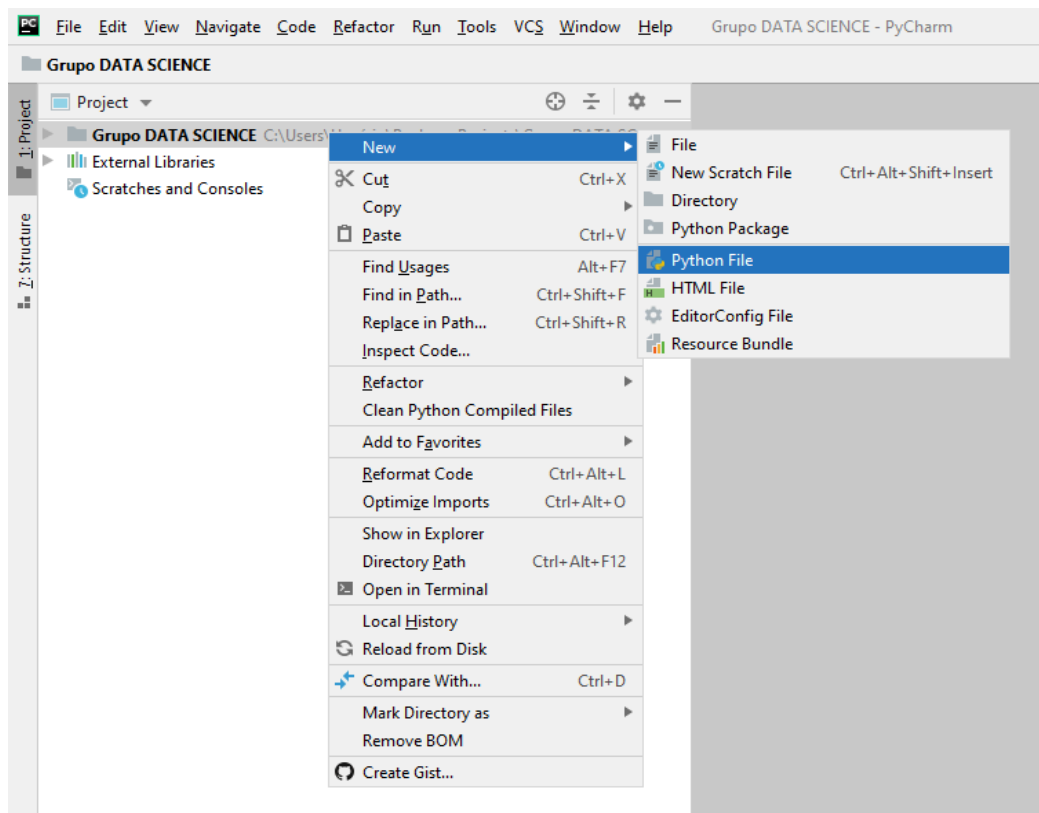 PC File Edit View Navigate Code Refactor Run Tools VCS Window Help Grupo DATA SCIENCE - PyCharm
Grupo DATA SCIENCE
1: Project
7: Structure
Project
Grupo DATA SCIENCE C:\Users\
External Libraries
Scratches and Consoles
New
Cut Ctrl+X
Copy
Paste Ctrl+V
Find Usages Alt+F7
Find in Path... Ctrl+Shift+F
Replace in Path... Ctrl+Shift+R
Inspect Code...
Refactor
Clean Python Compiled Files
Add to Favorites
Reformat Code Ctrl+Alt+L
Optimize Imports Ctrl+Alt+O
Show in Explorer
Directory Path Ctrl+Alt+F12
Open in Terminal
Local History
Reload from Disk
Compare With... Ctrl+D
Mark Directory as
Remove BOM
Create Gist...
File
New Scratch File Ctrl+Alt+Shift+Insert
Directory
Python Package
Python File
HTML File
EditorConfig File
Resource Bundle